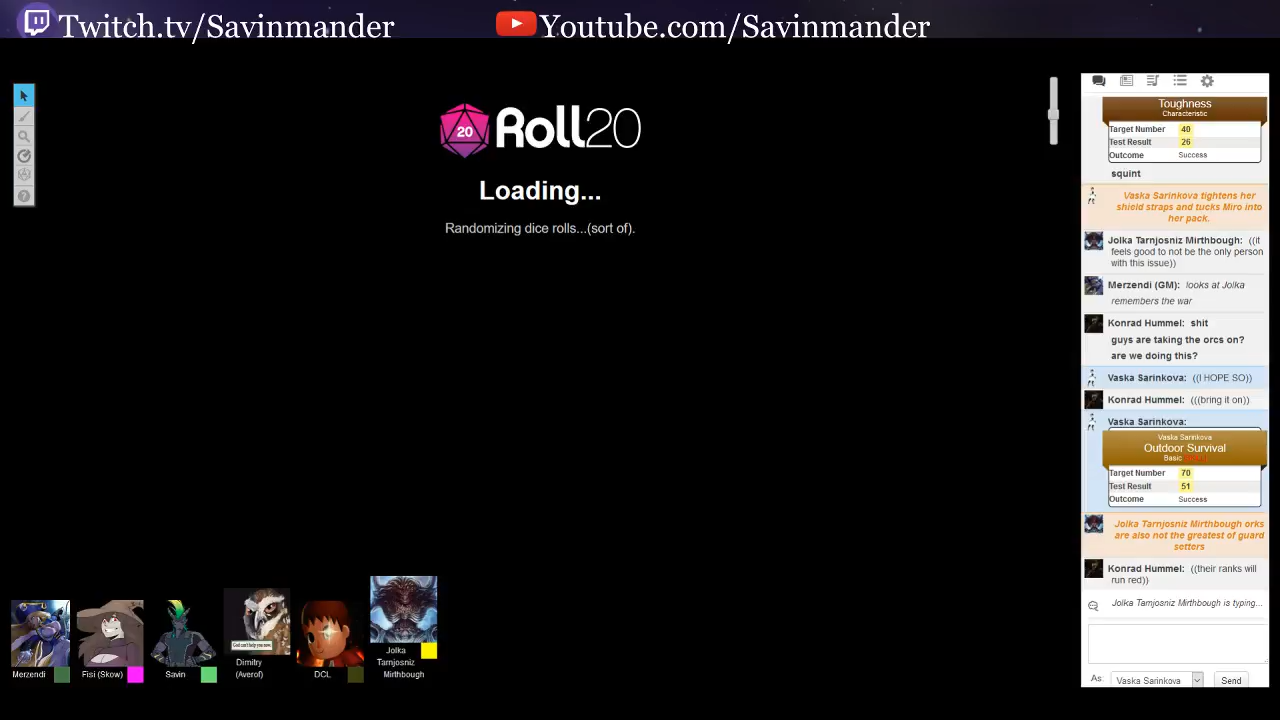 Twitch.tv/Savinmander
Youtube.com/Savinmander
20 Roll20
Loading...
Randomizing dice rolls...(sort of).
Toughness
Characteristic
Target Number 40
Test Result 26
Outcome Success
squint
Vaska Sarinkova tightens her
shield straps and tucks Miro into
her pack.
Jolka Tarnjosniz Mirthbough: ((it
feels good to not be the only person
with this issue))
Merzendi (GM): looks at Jolka
remembers the war
Konrad Hummel: shit
guys are taking the orcs on?
are we doing this?
Vaska Sarinkova: ((I HOPE SO))
Konrad Hummel: (((bring it on))
Vaska Sarinkova:
Vaska Sarinkova
Outdoor Survival
Basic
Target Number 70
Test Result 51
Outcome Success
Jolka Tarnjosniz Mirthbough orks
are also not the greatest of guard
setters
Konrad Hummel: ((their ranks will
run red))
Jolka Tarnjosniz Mirthbough is typing...
As: Vaska Sarinkova Send
God can't help you now.
Merzendi
Fisi (Skow)
Savin
Dimitry
(Averof)
DCL
Jolka
Tarnjosniz
Mirthbough